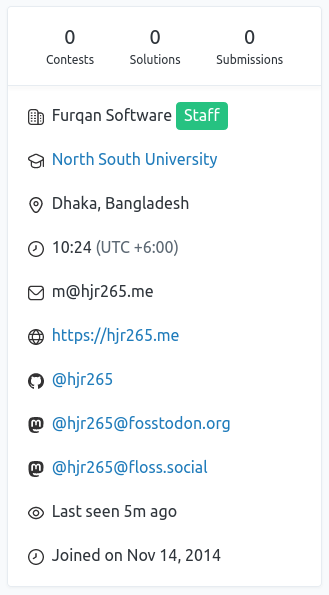 0 0 0
Contests Solutions Submissions
Furqan Software Staff
North South University
Dhaka, Bangladesh
10:24 (UTC +6:00)
m@hjr265.me
https://hjr265.me
@hjr265
@hjr265@fosstodon.org
@hjr265@floss.social
Last seen 5m ago
Joined on Nov 14, 2014